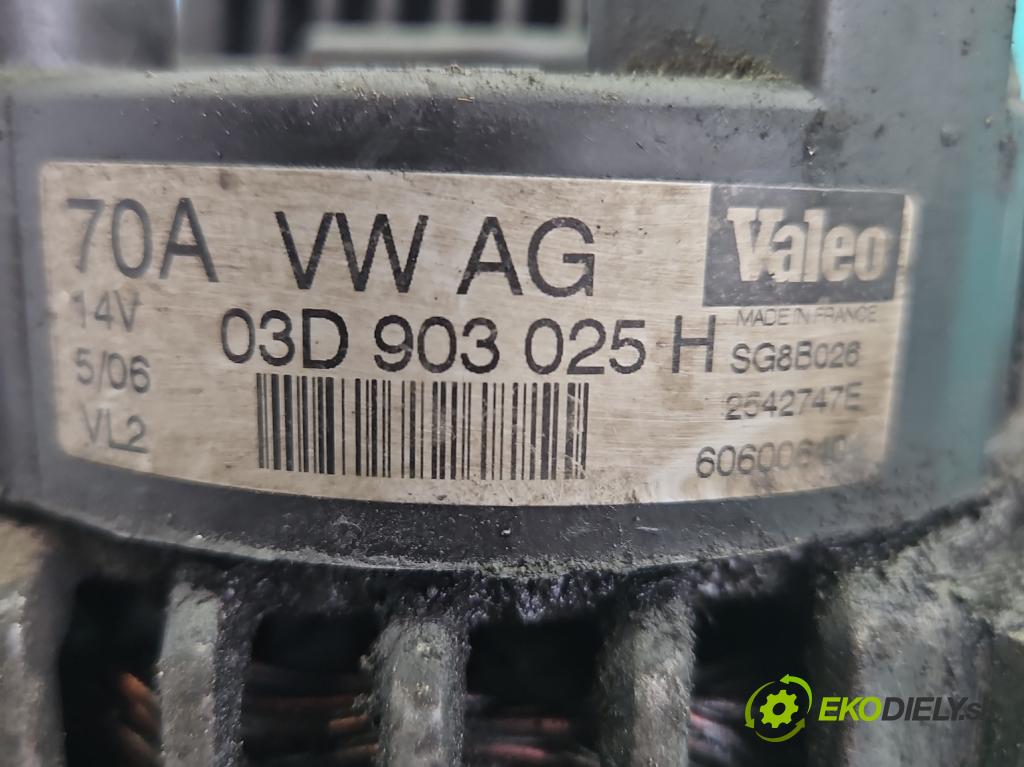 70A VW AG Valeo
14V 03D 903 025 H MADE IN FRANCE
SG8B026
5/06 2542747E
VL2
EKODIELY.sk